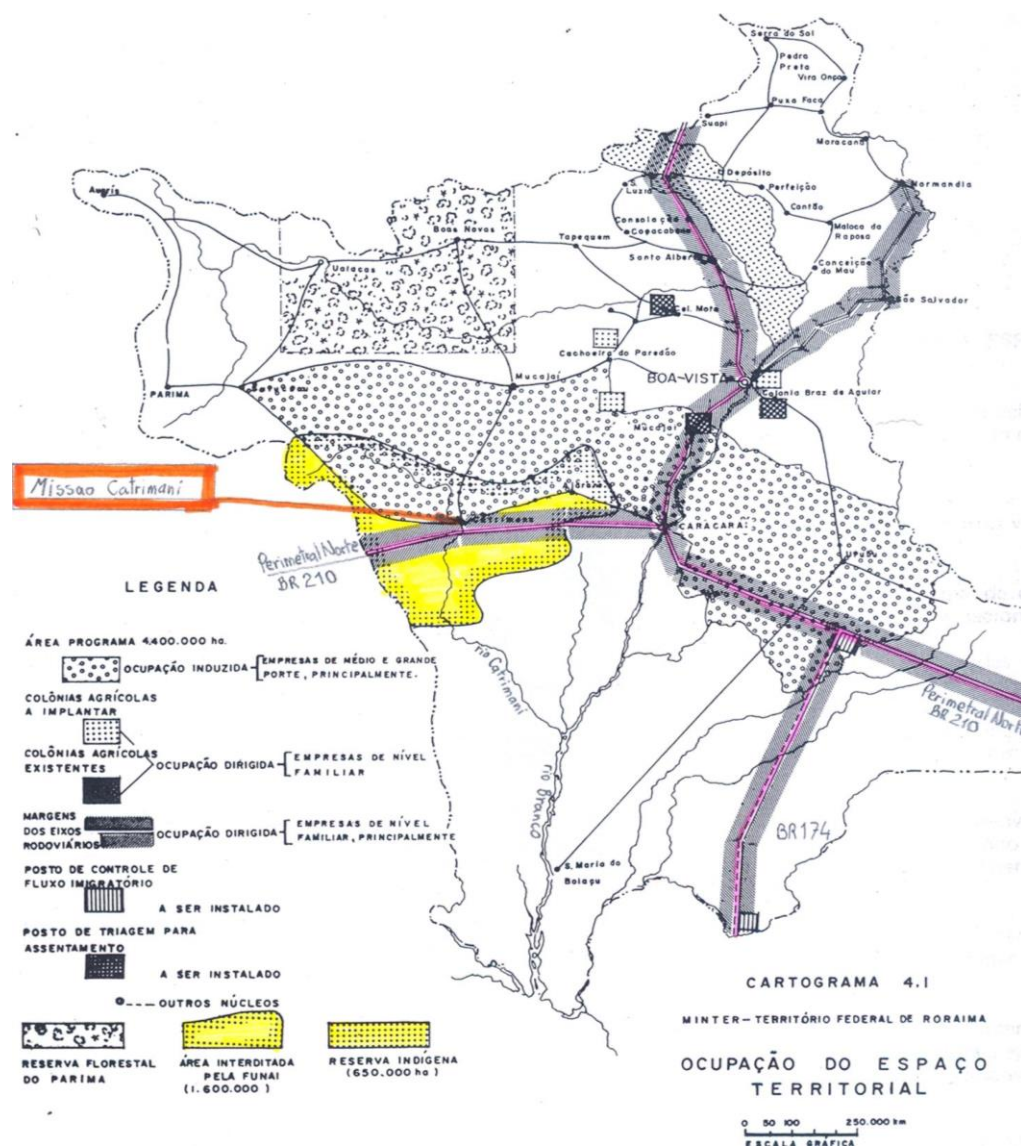 Serra do Sol
Pedra
Preta
Vira Onça
Puxa Faca
Suapi
Maracanã
Auaris
Depósito
Normandia
S.
Luzia
Perfeição
Cantão
Consolação
Maloca da
Raposa
Boas Novas
Tapequem
Uaiacas
Santo Alberto
Conceição
do Mau
São Salvador
Cel. Mota
Cachoeira do Paredão
BOA-VISTA
PARIMA
Mucajaí
Colonia Braz de Aguiar
Mucajaí
Missão Catrimani
Catrimani
CARACARAÍ
Perimetral Norte
BR 210
LEGENDA
ÁREA PROGRAMA 4.400.000 ha.
OCUPAÇÃO INDUZIDA
EMPRESAS DE MÉDIO E GRANDE
PORTE, PRINCIPALMENTE.
COLÔNIAS AGRÍCOLAS
A IMPLANTAR
COLÔNIAS AGRÍCOLAS
EXISTENTES
OCUPAÇÃO DIRIGIDA
EMPRESAS DE NÍVEL
FAMILIAR
MARGENS
DOS EIXOS
RODOVIÁRIOS
OCUPAÇÃO DIRIGIDA
EMPRESAS DE NÍVEL
FAMILIAR, PRINCIPALMENTE
POSTO DE CONTROLE DE
FLUXO IMIGRATÓRIO
A SER INSTALADO
POSTO DE TRIAGEM PARA
ASSENTAMENTO
A SER INSTALADO
OUTROS NÚCLEOS
RESERVA FLORESTAL
DO PARIMA
ÁREA INTERDITADA
PELA FUNAI
(1.600.000)
RESERVA INDÍGENA
(650.000 ha)
rio Catrimani
rio Branco
S. Maria do
Boiaçu
Perimetral Norte
BR 210
BR174
CARTOGRAMA 4.1
MINTER-TERRITÓRIO FEDERAL DE RORAIMA
OCUPAÇÃO DO ESPAÇO
TERRITORIAL
0 50 100 250.000 km
ESCALA GRÁFICA